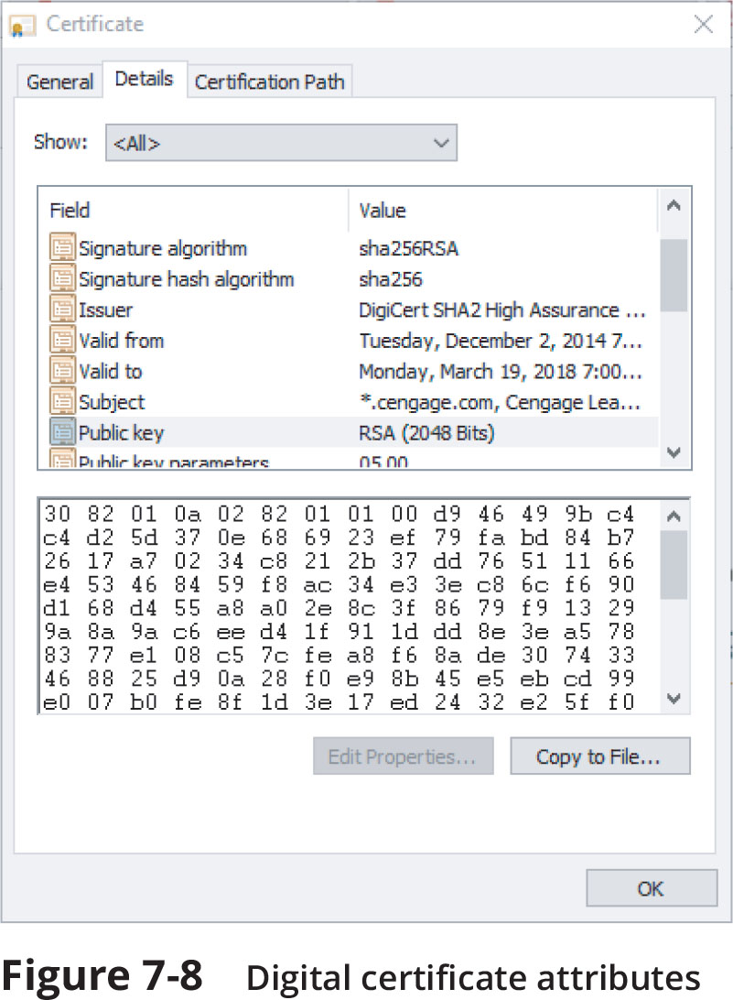 Certificate
General Details Certification Path
Show: <All>
Field Value
Signature algorithm sha256RSA
Signature hash algorithm sha256
Issuer DigiCert SHA2 High Assurance ...
Valid from Tuesday, December 2, 2014 7...
Valid to Monday, March 19, 2018 7:00...
Subject *.cengage.com, Cengage Lea...
Public key RSA (2048 Bits)
Public key parameters 05 00
30 82 01 0a 02 82 01 01 00 d9 46 49 9b c4
c4 d2 5d 37 0e 68 69 23 ef 79 fa bd 84 b7
26 17 a7 02 34 c8 21 2b 37 dd 76 51 11 66
e4 53 46 84 59 f8 ac 34 e3 3e c8 6c f6 90
d1 68 d4 55 a8 a0 2e 8c 3f 86 79 f9 13 29
9a 8a 9a c6 ee d4 1f 91 1d dd 8e 3e a5 78
83 77 e1 08 c5 7c fe a8 f6 8a de 30 74 33
46 88 25 d9 0a 28 f0 e9 8b 45 e5 eb cd 99
e0 07 b0 fe 8f 1d 3e 17 ed 24 32 e2 5f f0
Edit Properties... Copy to File...
OK
Figure 7-8 Digital certificate attributes